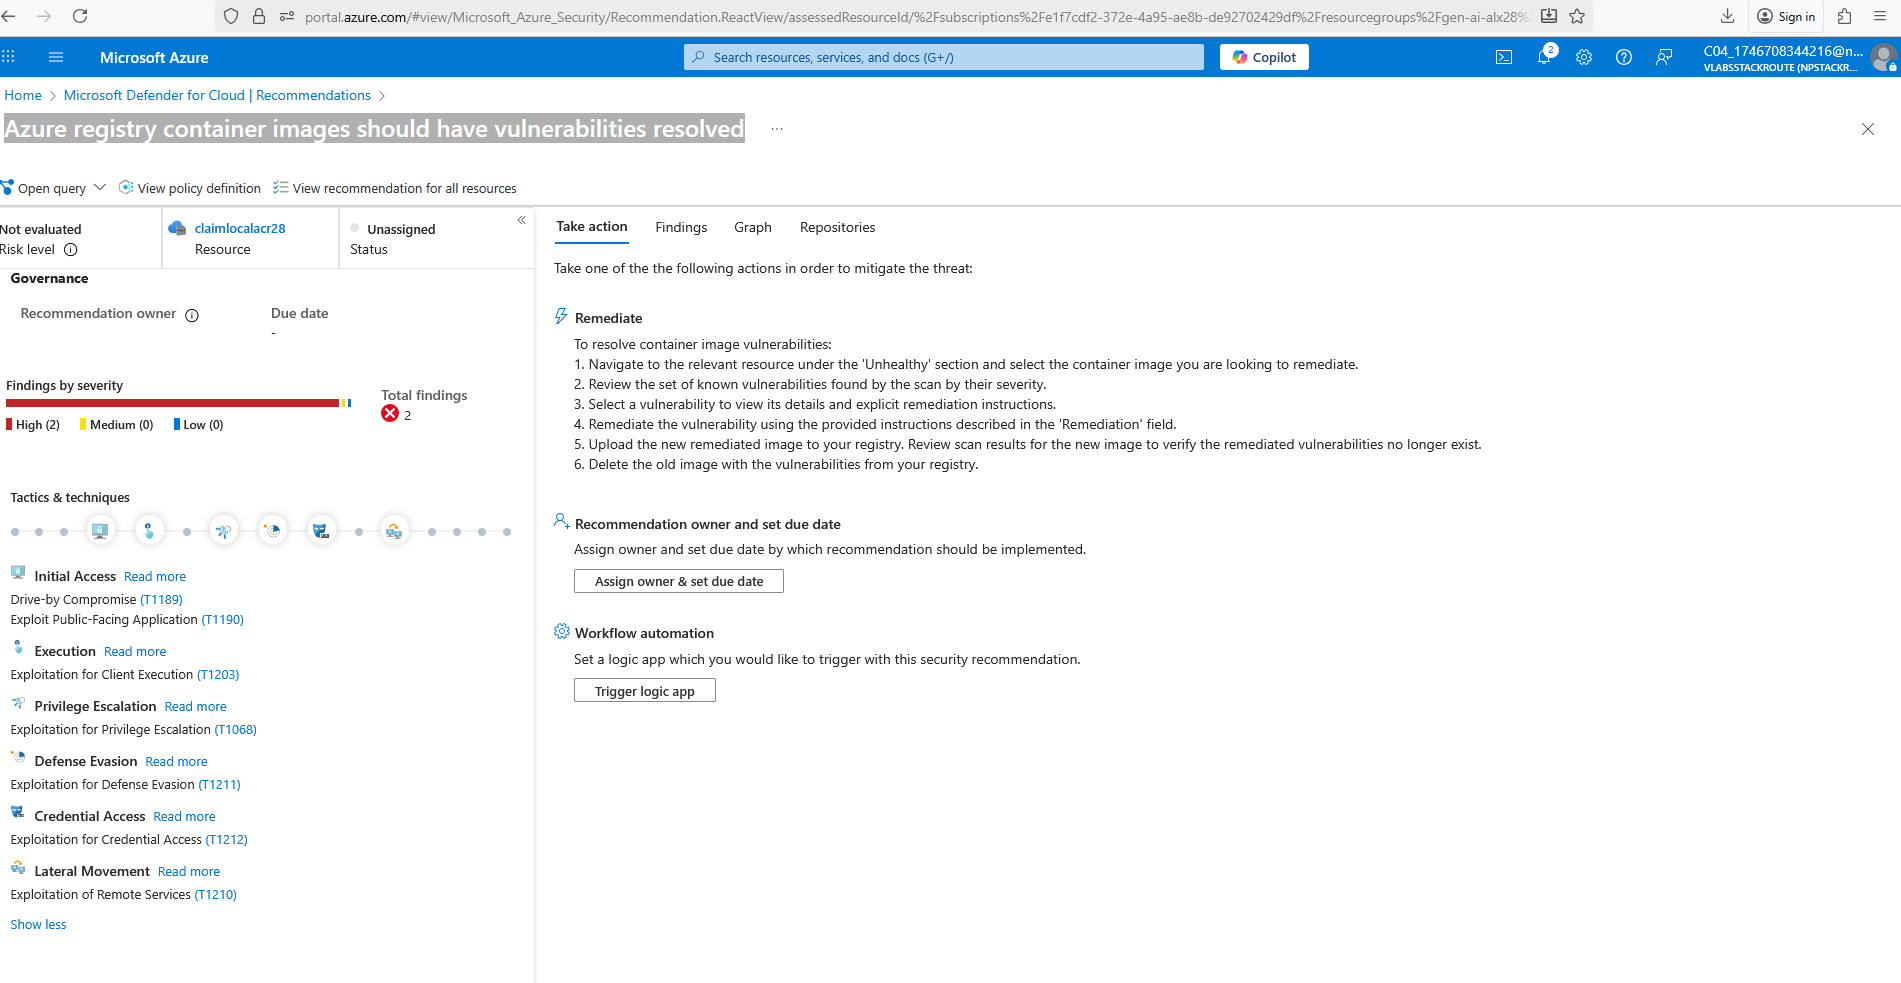 portal.azure.com/#view/Microsoft_Azure_Security/Recommendation.ReactView/assessedResourceId/%2Fsubscriptions%2Fe1f7cdf2-372e-4a95-ae8b-de92702429df%2Fresourcegroups%2Fgen-ai-alx28%2
Sign in
Microsoft Azure
Search resources, services, and docs (G+/)
Copilot
2
C04_1746708344216@n...
VLABSSTACKROUTE (NPSTACKR...
Home > Microsoft Defender for Cloud | Recommendations >
Azure registry container images should have vulnerabilities resolved ...
Open query
View policy definition
View recommendation for all resources
Not evaluated
Risk level
claimlocalacr28
Resource
Unassigned
Status
Governance
Recommendation owner
Due date
-
Findings by severity
High (2)
Medium (0)
Low (0)
Total findings
2
Tactics & techniques
Initial Access Read more
Drive-by Compromise (T1189)
Exploit Public-Facing Application (T1190)
Execution Read more
Exploitation for Client Execution (T1203)
Privilege Escalation Read more
Exploitation for Privilege Escalation (T1068)
Defense Evasion Read more
Exploitation for Defense Evasion (T1211)
Credential Access Read more
Exploitation for Credential Access (T1212)
Lateral Movement Read more
Exploitation of Remote Services (T1210)
Show less
Take action
Findings
Graph
Repositories
Take one of the the following actions in order to mitigate the threat:
Remediate
To resolve container image vulnerabilities:
1. Navigate to the relevant resource under the 'Unhealthy' section and select the container image you are looking to remediate.
2. Review the set of known vulnerabilities found by the scan by their severity.
3. Select a vulnerability to view its details and explicit remediation instructions.
4. Remediate the vulnerability using the provided instructions described in the 'Remediation' field.
5. Upload the new remediated image to your registry. Review scan results for the new image to verify the remediated vulnerabilities no longer exist.
6. Delete the old image with the vulnerabilities from your registry.
Recommendation owner and set due date
Assign owner and set due date by which recommendation should be implemented.
Assign owner & set due date
Workflow automation
Set a logic app which you would like to trigger with this security recommendation.
Trigger logic app